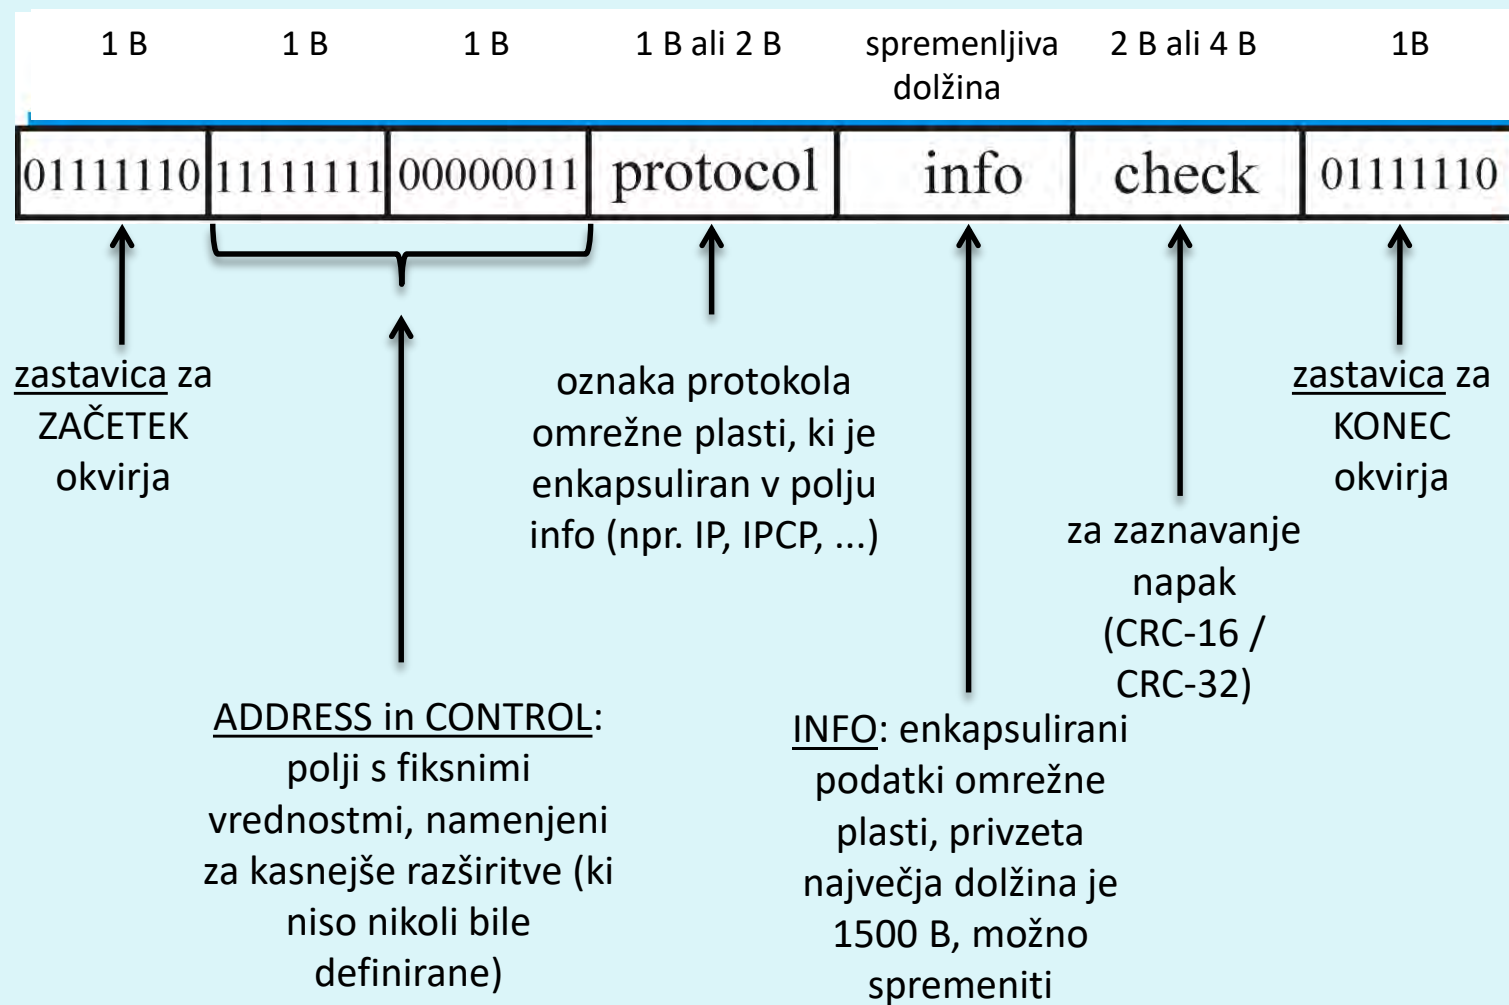 1 B 1 B 1 B 1 B ali 2 B spremenljiva dolžina 2 B ali 4 B 1B
01111110 11111111 00000011 protocol info check 01111110
zastavica za
ZAČETEK
okvirja
ADDRESS in CONTROL:
polji s fiksnimi
vrednostmi, namenjeni
za kasnejše razširitve (ki
niso nikoli bile
definirane)
oznaka protokola
omrežne plasti, ki je
enkapsuliran v polju
info (npr. IP, IPCP, ...)
INFO: enkapsulirani
podatki omrežne
plasti, privzeta
največja dolžina je
1500 B, možno
spremeniti
za zaznavanje
napak
(CRC-16 /
CRC-32)
zastavica za
KONEC
okvirja